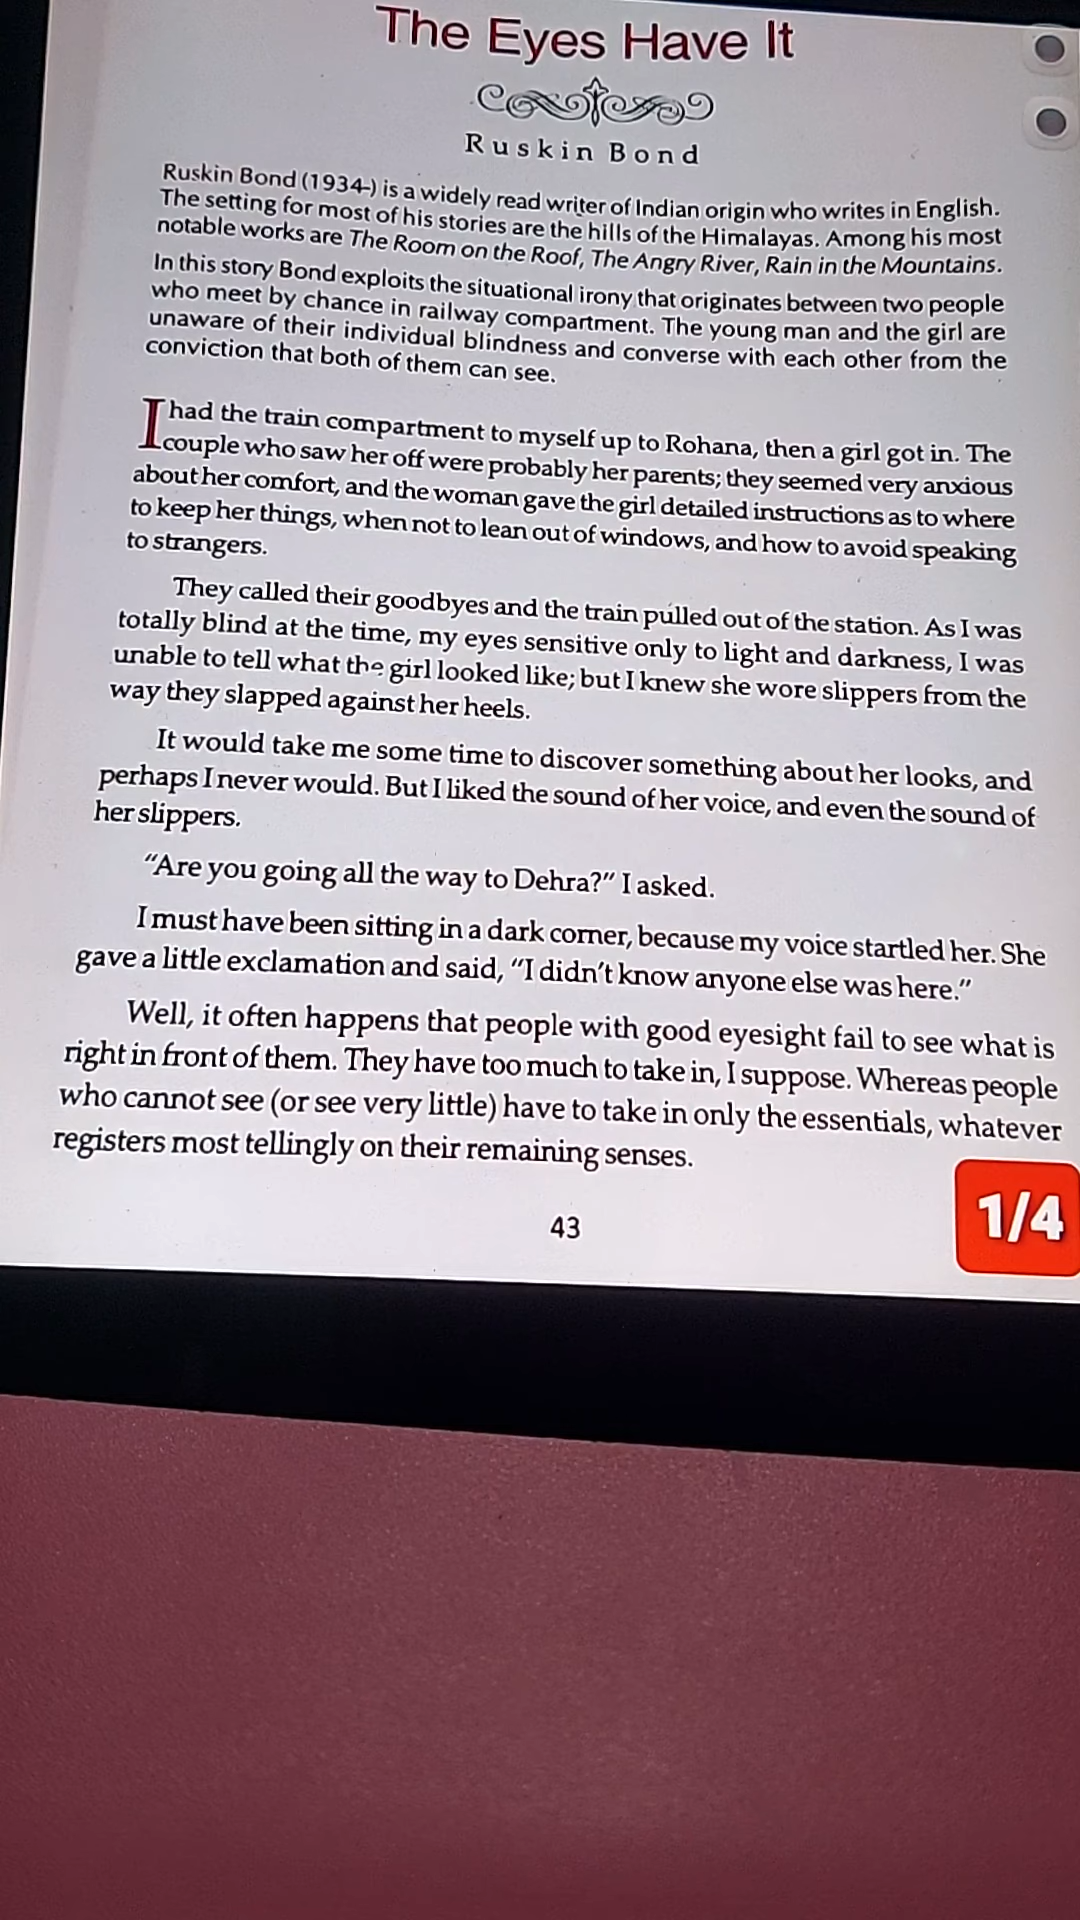 The Eyes Have It
Ruskin Bond
Ruskin Bond (1934-) is a widely read writer of Indian origin who writes in English.
The setting for most of his stories are the hills of the Himalayas. Among his most
notable works are The Room on the Roof, The Angry River, Rain in the Mountains.
In this story Bond exploits the situational irony that originates between two people
who meet by chance in railway compartment. The young man and the girl are
unaware of their individual blindness and converse with each other from the
conviction that both of them can see.
I had the train compartment to myself up to Rohana, then a girl got in. The
couple who saw her off were probably her parents; they seemed very anxious
about her comfort, and the woman gave the girl detailed instructions as to where
to keep her things, when not to lean out of windows, and how to avoid speaking
to strangers.
They called their goodbyes and the train pulled out of the station. As I was
totally blind at the time, my eyes sensitive only to light and darkness, I was
unable to tell what the girl looked like; but I knew she wore slippers from the
way they slapped against her heels.
It would take me some time to discover something about her looks, and
perhaps I never would. But I liked the sound of her voice, and even the sound of
her slippers.
"Are you going all the way to Dehra?" I asked.
I must have been sitting in a dark corner, because my voice startled her. She
gave a little exclamation and said, "I didn't know anyone else was here."
Well, it often happens that people with good eyesight fail to see what is
right in front of them. They have too much to take in, I suppose. Whereas people
who cannot see (or see very little) have to take in only the essentials, whatever
registers most tellingly on their remaining senses.
43
1/4